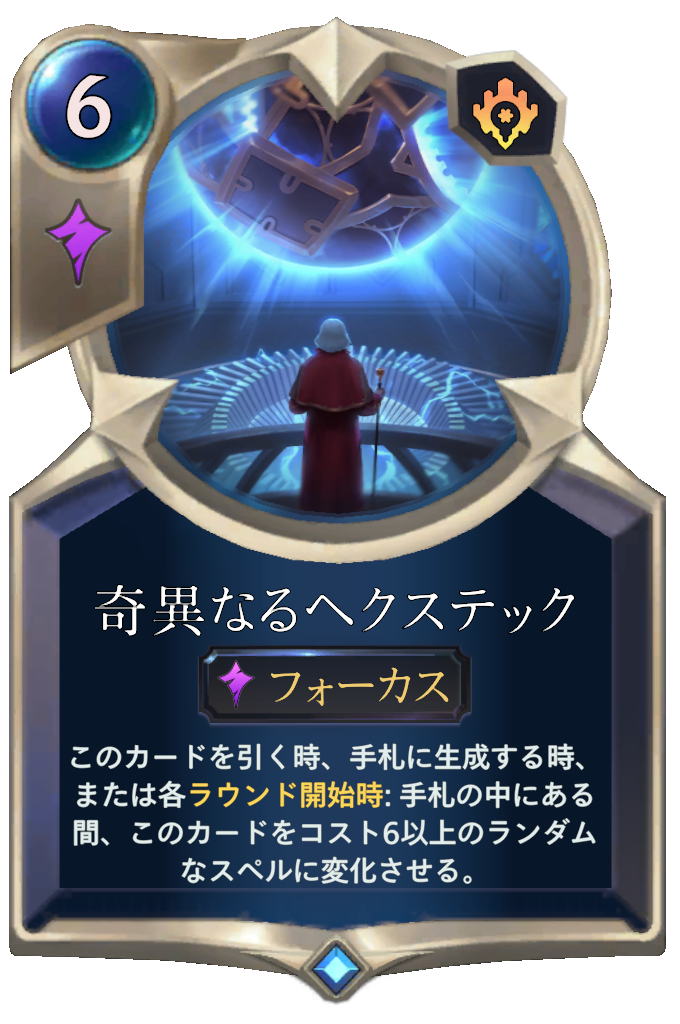 6
奇異なるヘクステック
フォーカス
このカードを引く時、手札に生成する時、
または各ラウンド開始時: 手札の中にある
間、このカードをコスト6以上のランダム
なスペルに変化させる。